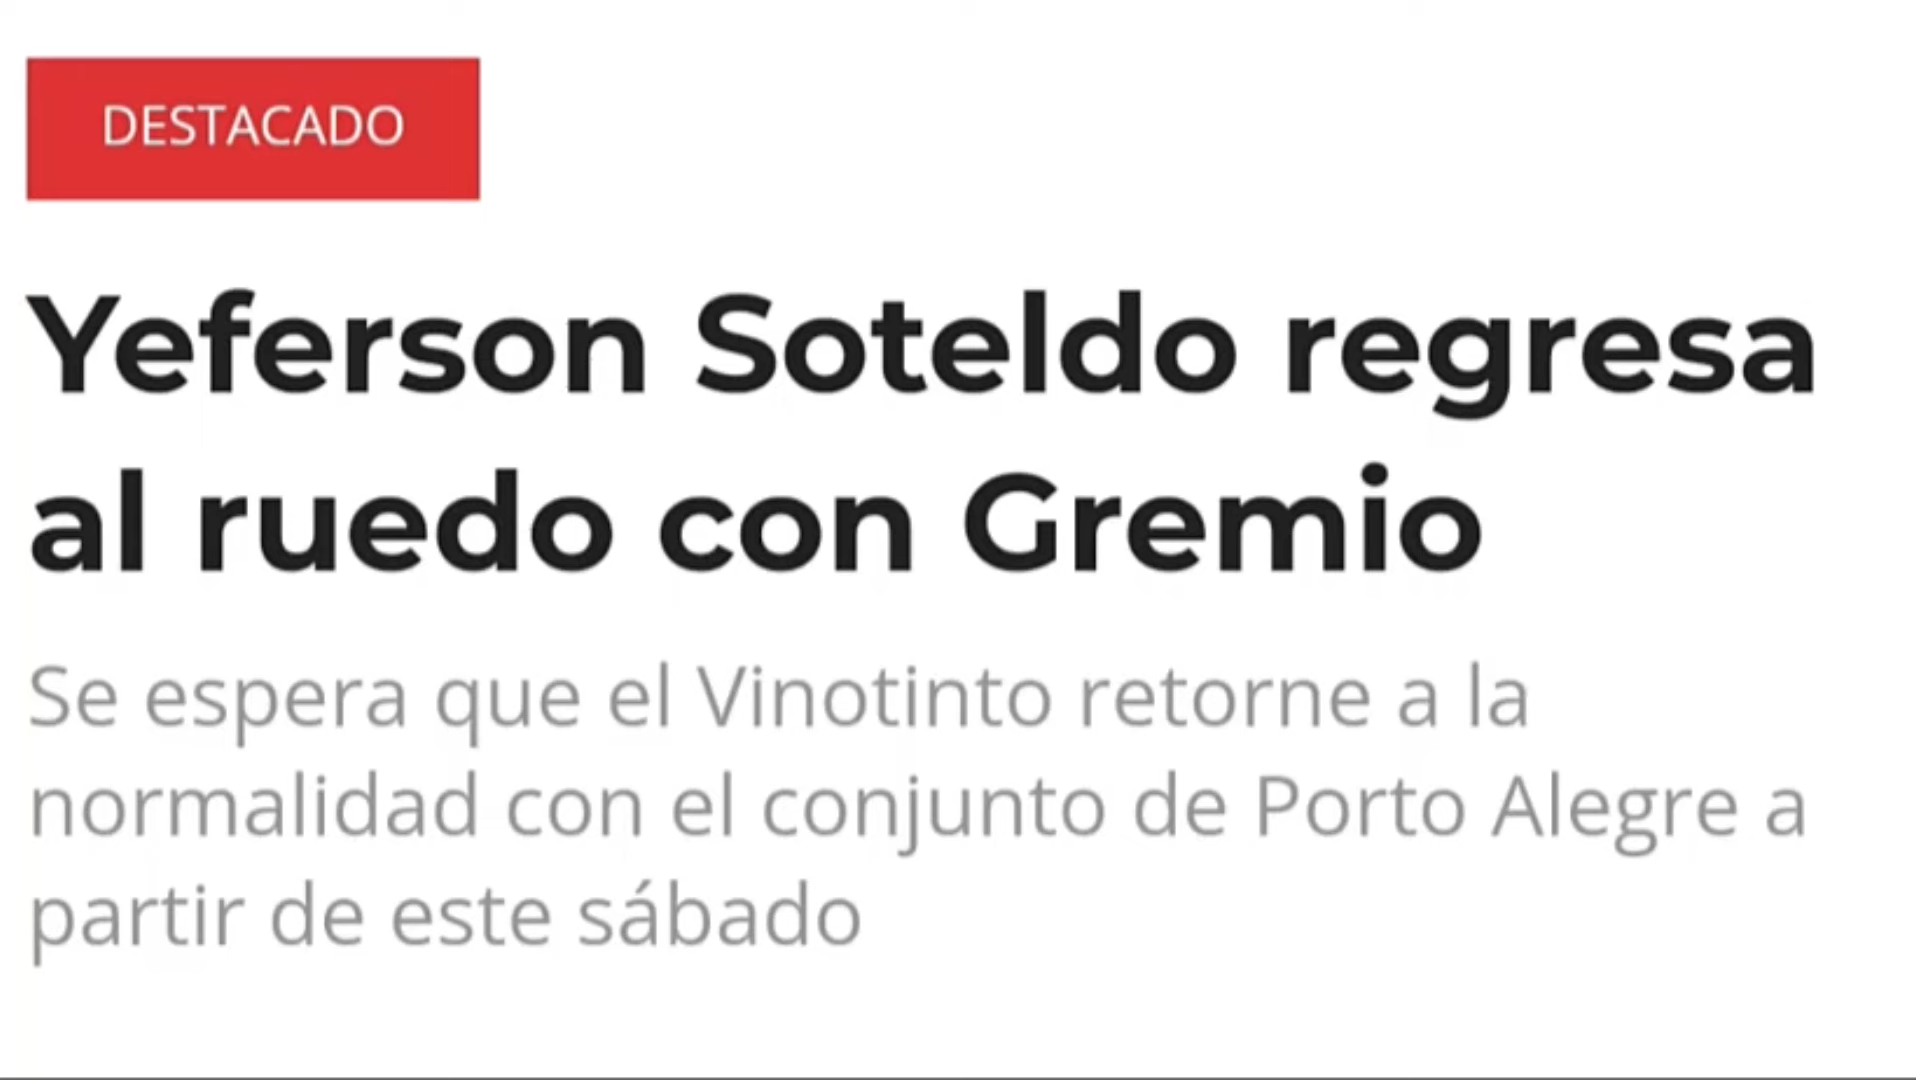 DESTACADO
Yeferson Soteldo regresa
al ruedo con Gremio
Se espera que el Vinotinto retorne a la
normalidad con el conjunto de Porto Alegre a
partir de este sábado